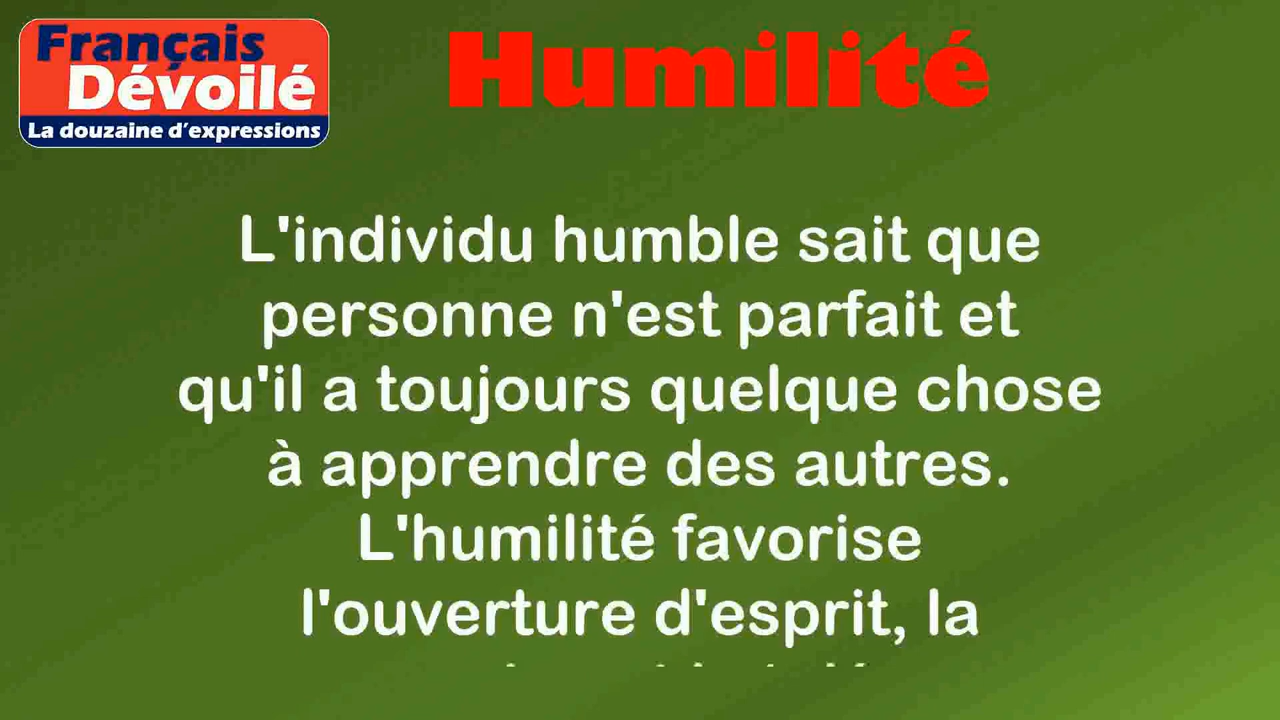 Français
Dévoilé
La douzaine d'expressions
Humilité
L'individu humble sait que
personne n'est parfait et
qu'il a toujours quelque chose
à apprendre des autres.
L'humilité favorise
l'ouverture d'esprit, la